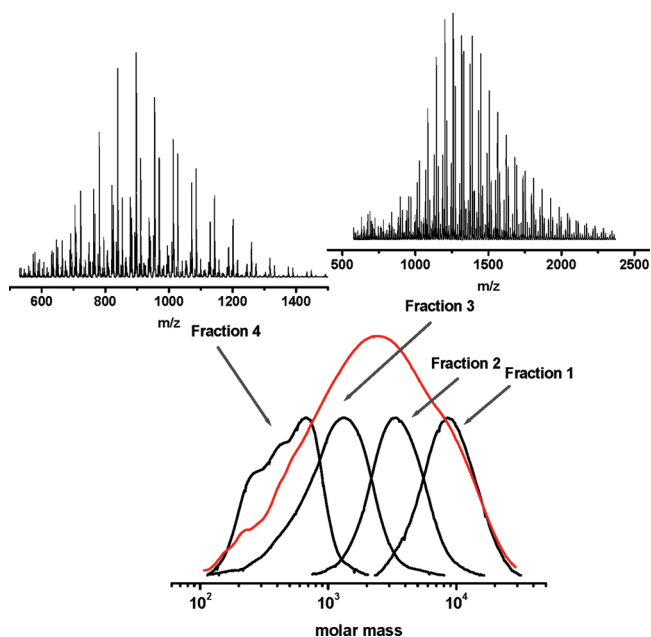 600 800 1000 1200 1400
m/z
500 1000 1500 2000 2500
m/z
Fraction 4
Fraction 3
Fraction 2
Fraction 1
10² 10³ 10⁴
molar mass